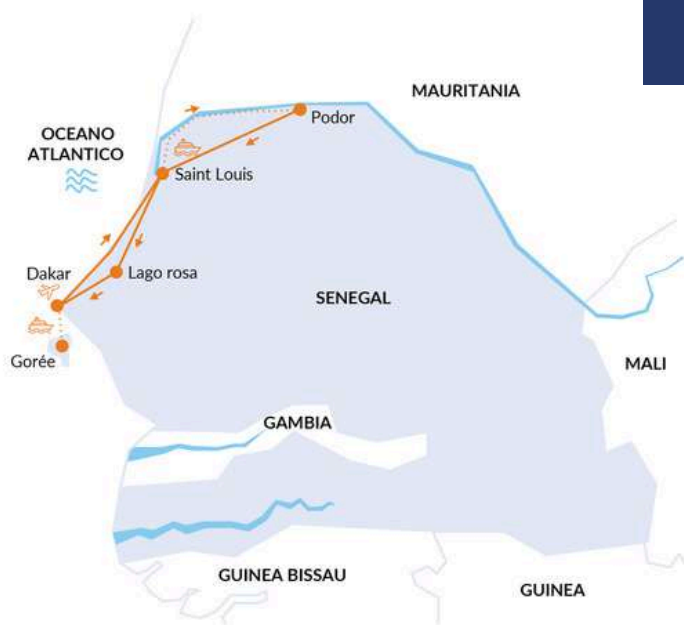 MAURITANIA
Podor
OCEANO
ATLANTICO
Saint Louis
Dakar
Lago rosa
SENEGAL
Gorée
MALI
GAMBIA
GUINEA BISSAU
GUINEA